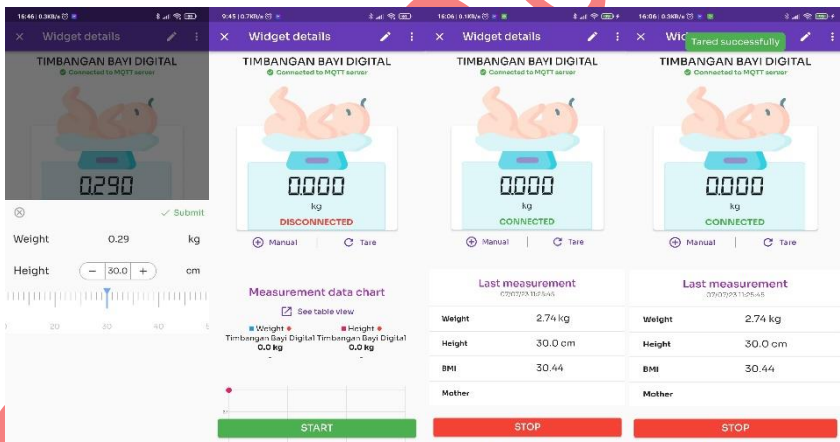 16:46 | 0.3KB/s
Widget details
TIMBANGAN BAYI DIGITAL
Connected to MQTT server
0.290
Submit
Weight 0.29 kg
Height − 30.0 + cm
20 30 40
9:45 | 0.7KB/s
Widget details
TIMBANGAN BAYI DIGITAL
Connected to MQTT server
0.000
kg
DISCONNECTED
Manual Tare
Measurement data chart
See table view
Weight Height
Timbangan Bayi Digital Timbangan Bayi Digital
0.0 kg 0.0 kg
- -
START
16:06 | 0.1KB/s
Widget details
TIMBANGAN BAYI DIGITAL
Connected to MQTT server
0.000
kg
CONNECTED
Manual Tare
Last measurement
Weight 2.74 kg
Height 30.0 cm
BMI 30.44
Mother
STOP
16:06 | 0.3KB/s
Wid
Tared successfully
TIMBANGAN BAYI DIGITAL
Connected to MQTT server
0.000
kg
CONNECTED
Manual Tare
Last measurement
Weight 2.74 kg
Height 30.0 cm
BMI 30.44
Mother
STOP